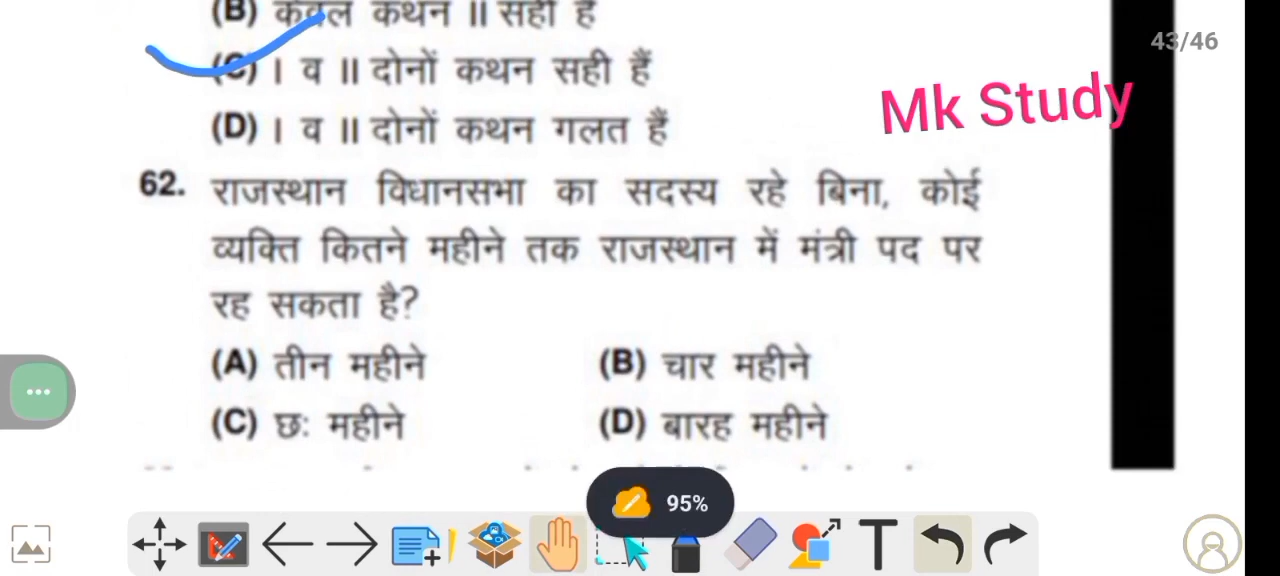 (B) केवल कथन II सही है
43/46
(C) I व II दोनों कथन सही हैं
Mk Study
(D) I व II दोनों कथन गलत हैं
62. राजस्थान विधानसभा का सदस्य रहे बिना, कोई
व्यक्ति कितने महीने तक राजस्थान में मंत्री पद पर
रह सकता है?
(A) तीन महीने (B) चार महीने
(C) छः महीने (D) बारह महीने
95%
T